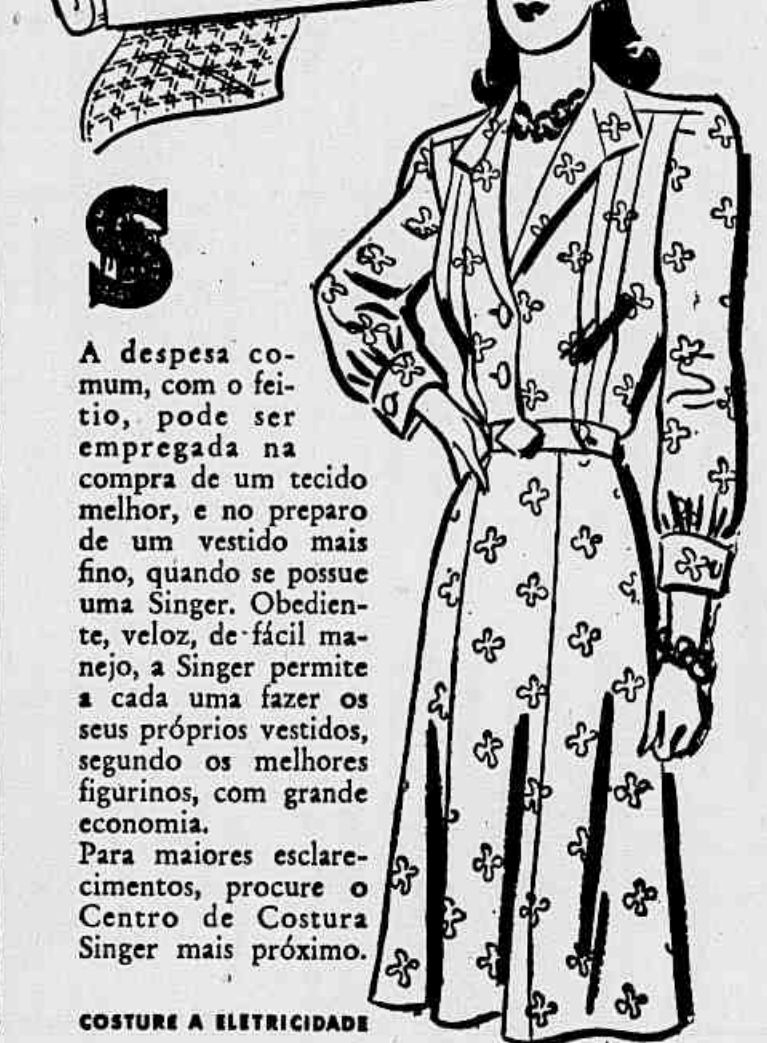 S
A despesa co-
mum, com o fei-
tio, pode ser
empregada na
compra de um tecido
melhor, e no preparo
de um vestido mais
fino, quando se possue
uma Singer. Obedien-
te, veloz, de fácil ma-
nejo, a Singer permite
a cada uma fazer os
seus próprios vestidos,
segundo os melhores
figurinos, com grande
economia.
Para maiores esclare-
cimentos, procure o
Centro de Costura
Singer mais próximo.
COSTURE A ELETRICIDADE